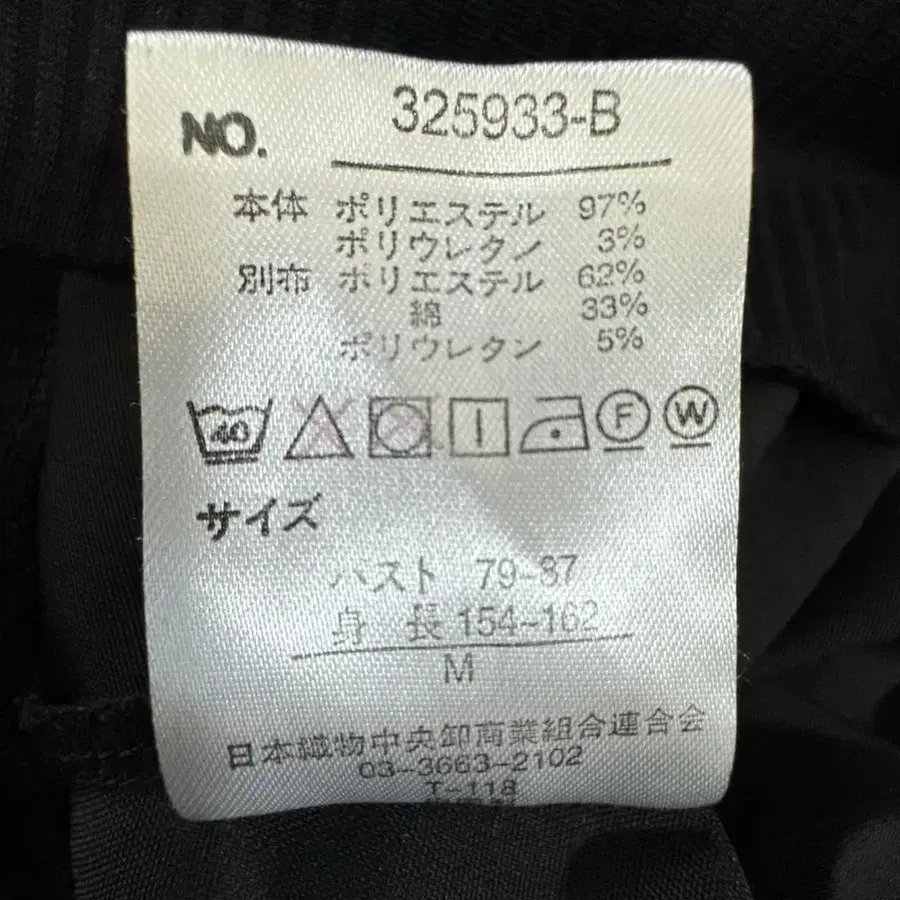 NO. 325933-B
本体 ポリエステル 97%
ポリウレタン 3%
別布 ポリエステル 62%
綿 33%
ポリウレタン 5%
40 F W
サイズ
バスト 79-87
身長 154~162
M
日本織物中央卸商業組合連合会
03-3663-2102
T-118